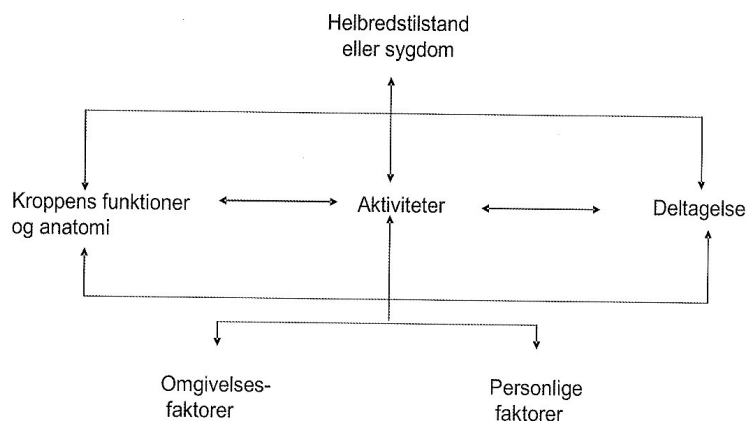 Helbredstilstand
eller sygdom
Kroppens funktioner
og anatomi
Aktiviteter
Deltagelse
Omgivelses-
faktorer
Personlige
faktorer